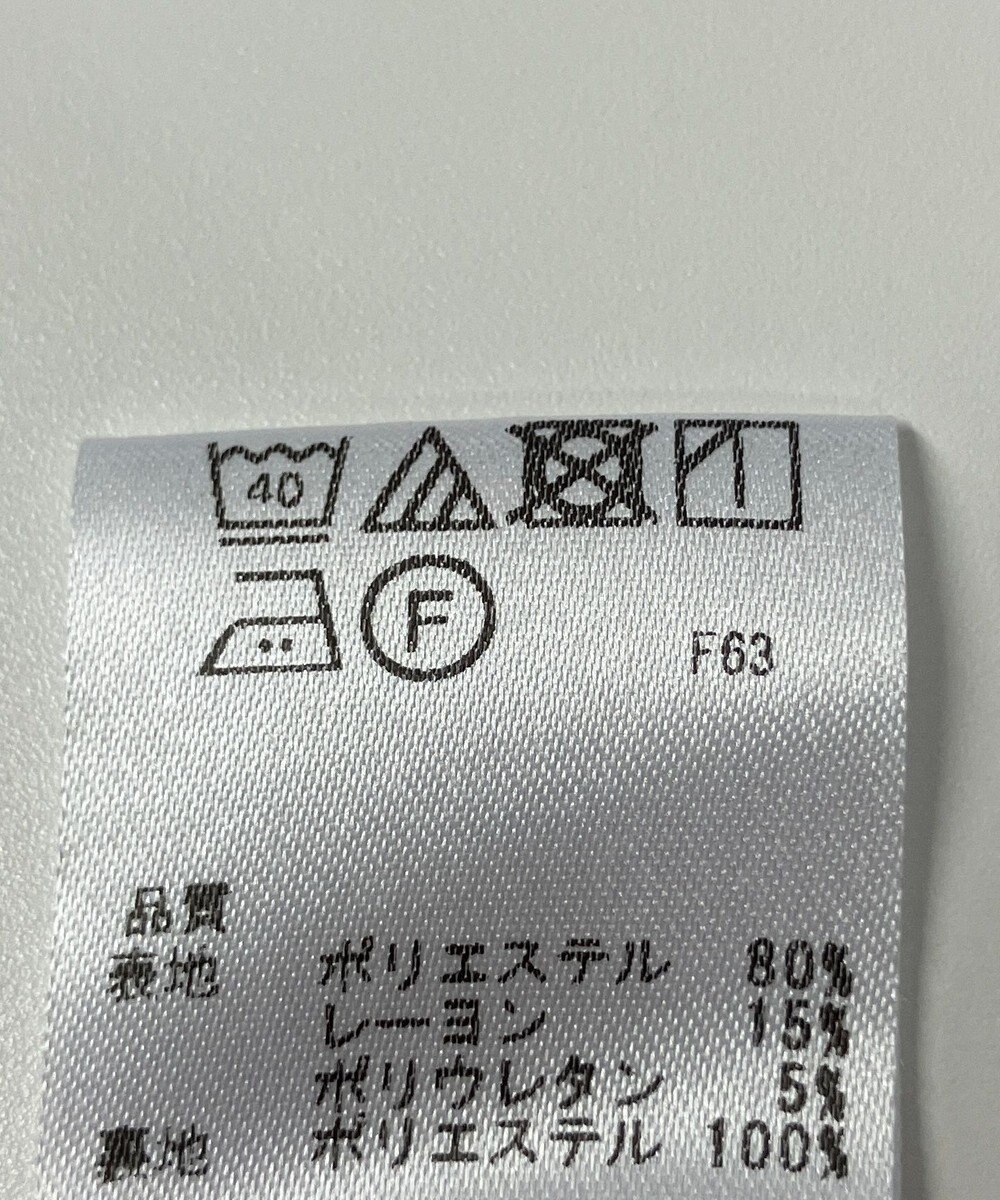 40
F
F63
品質
表地 ポリエステル 80%
レーヨン 15%
ポリウレタン 5%
裏地 ポリエステル 100%